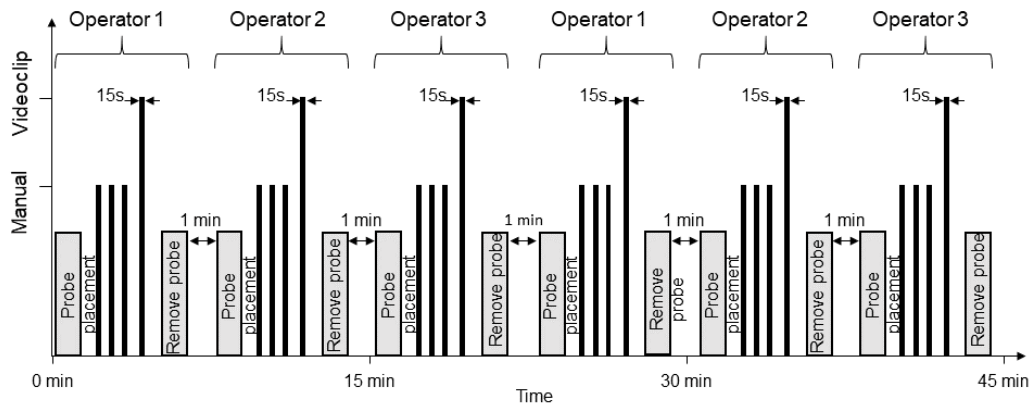 Operator 1 Operator 2 Operator 3 Operator 1 Operator 2 Operator 3
Videoclip
15s 15s 15s 15s 15s 15s
Manual
1 min 1 min 1 min 1 min 1 min
Probe
placement
Remove probe
Probe
placement
Remove probe
Probe
placement
Remove probe
Probe
placement
Remove
probe
Probe
placement
Remove probe
Probe
placement
Remove probe
0 min 15 min 30 min 45 min
Time